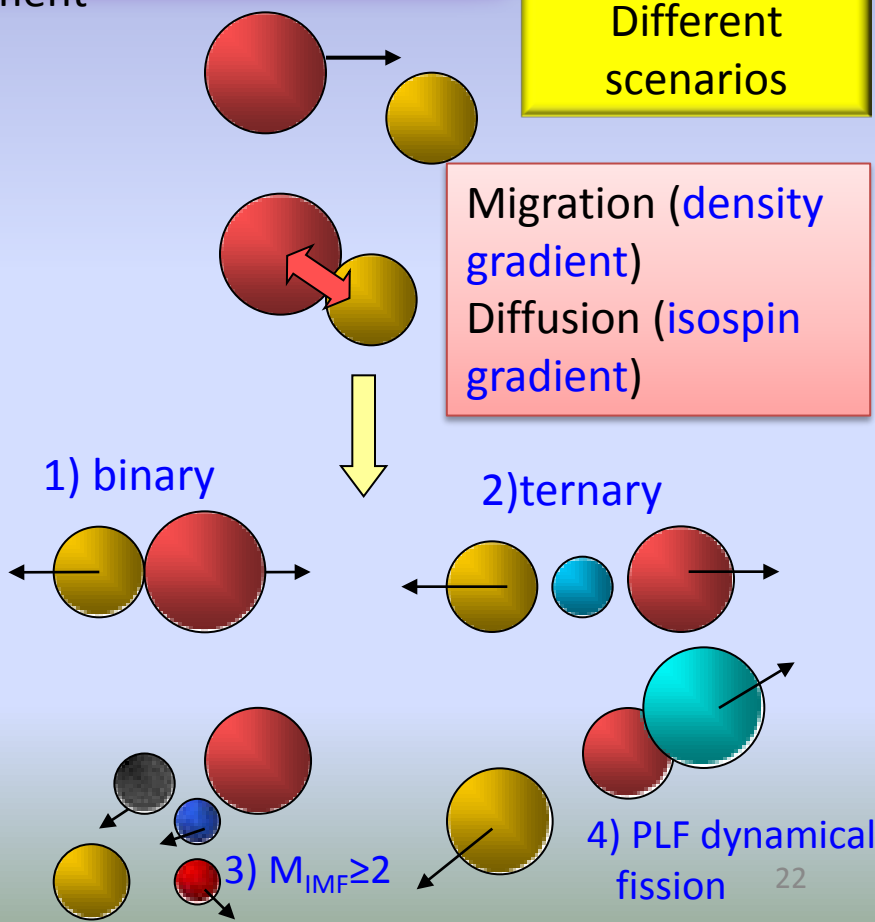 Different
scenarios
Migration (density
gradient)
Diffusion (isospin
gradient)
1) binary
2)ternary
3) MIMF≥2
4) PLF dynamical
fission
22